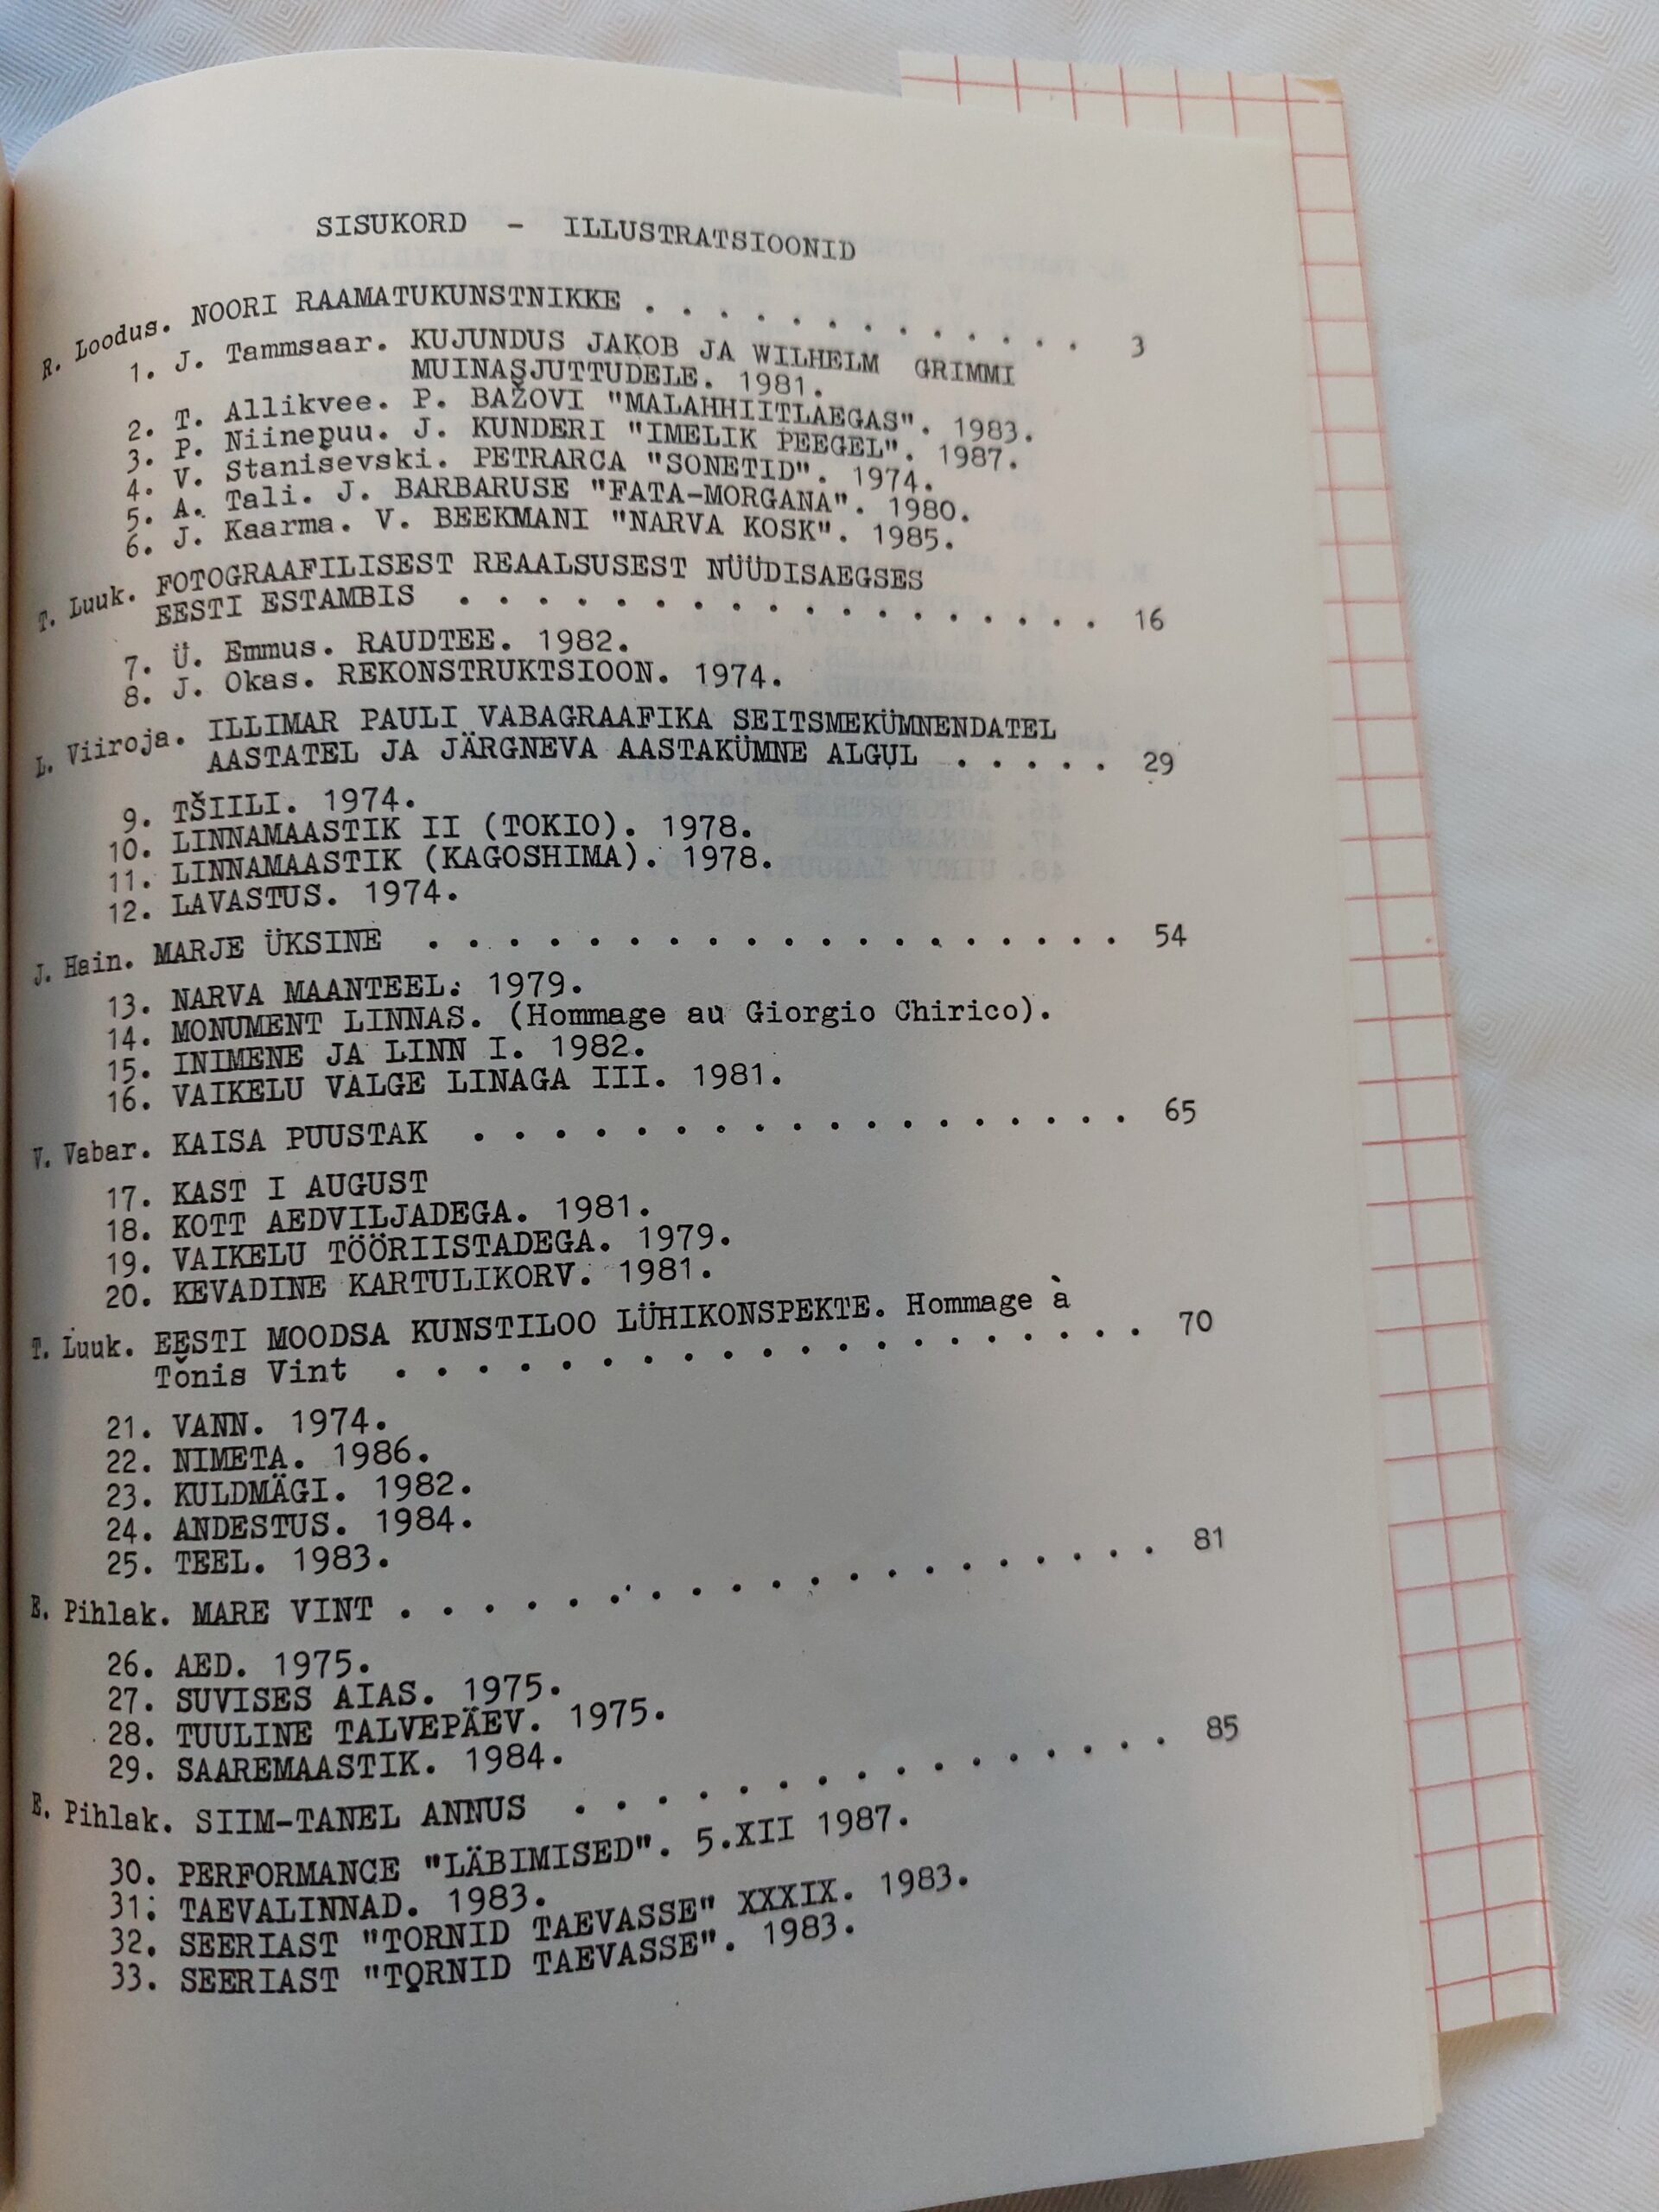 SISUKORD - ILLUSTRATSIOONID
R. Loodus. NOORI RAAMATUKUNSTNIKKE . . . . . . . . . . . . 3
1. J. Tammsaar. KUJUNDUS JAKOB JA WILHELM GRIMMI
MUINASJUTTUDELE. 1981.
2. T. Allikvee. P. BAŽOVI "MALAHHIITLAEGAS". 1983.
3. P. Niinepuu. J. KUNDERI "IMELIK PEEGEL". 1987.
4. V. Staniševski. PETRARCA "SONETID". 1974.
5. A. Tali. J. BARBARUSE "FATA-MORGANA". 1980.
6. J. Kaarma. V. BEEKMANI "NARVA KOSK". 1985.
T. Luuk. FOTOGRAAFILISEST REAALSUSEST NÜÜDISAEGSES
EESTI ESTAMBIS . . . . . . . . . . . . . . . . . 16
7. Ü. Emmus. RAUDTEE. 1982.
8. J. Okas. REKONSTRUKTSIOON. 1974.
L. Viiroja. ILLIMAR PAULI VABAGRAAFIKA SEITSMEKÜMNENDATEL
AASTATEL JA JÄRGNEVA AASTAKÜMNE ALGUL . . . . . 29
9. TŠIILI. 1974.
10. LINNAMAASTIK II (TOKIO). 1978.
11. LINNAMAASTIK (KAGOSHIMA). 1978.
12. LAVASTUS. 1974.
J. Hain. MARJE ÜKSINE . . . . . . . . . . . . . . . . . . 54
13. NARVA MAANTEEL. 1979.
14. MONUMENT LINNAS. (Hommage au Giorgio Chirico).
15. INIMENE JA LINN I. 1982.
16. VAIKELU VALGE LINAGA III. 1981.
V. Vabar. KAISA PUUSTAK . . . . . . . . . . . . . . . . . 65
17. KAST I AUGUST
18. KOTT AEDVILJADEGA. 1981.
19. VAIKELU TÖÖRIISTADEGA. 1979.
20. KEVADINE KARTULIKORV. 1981.
T. Luuk. EESTI MOODSA KUNSTILOO LÜHIKONSPEKTE. Hommage à
Tõnis Vint . . . . . . . . . . . . . . . . . . . 70
21. VANN. 1974.
22. NIMETA. 1986.
23. KULDMÄGI. 1982.
24. ANDESTUS. 1984.
25. TEEL. 1983.
E. Pihlak. MARE VINT . . . . . . . . . . . . . . . . . . . 81
26. AED. 1975.
27. SUVISES AIAS. 1975.
28. TUULINE TALVEPÄEV. 1975.
29. SAAREMAASTIK. 1984.
E. Pihlak. SIIM-TANEL ANNUS . . . . . . . . . . . . . . . 85
30. PERFORMANCE "LÄBIMISED". 5.XII 1987.
31. TAEVALINNAD. 1983.
32. SEERIAST "TORNID TAEVASSE" XXXIX. 1983.
33. SEERIAST "TORNID TAEVASSE". 1983.